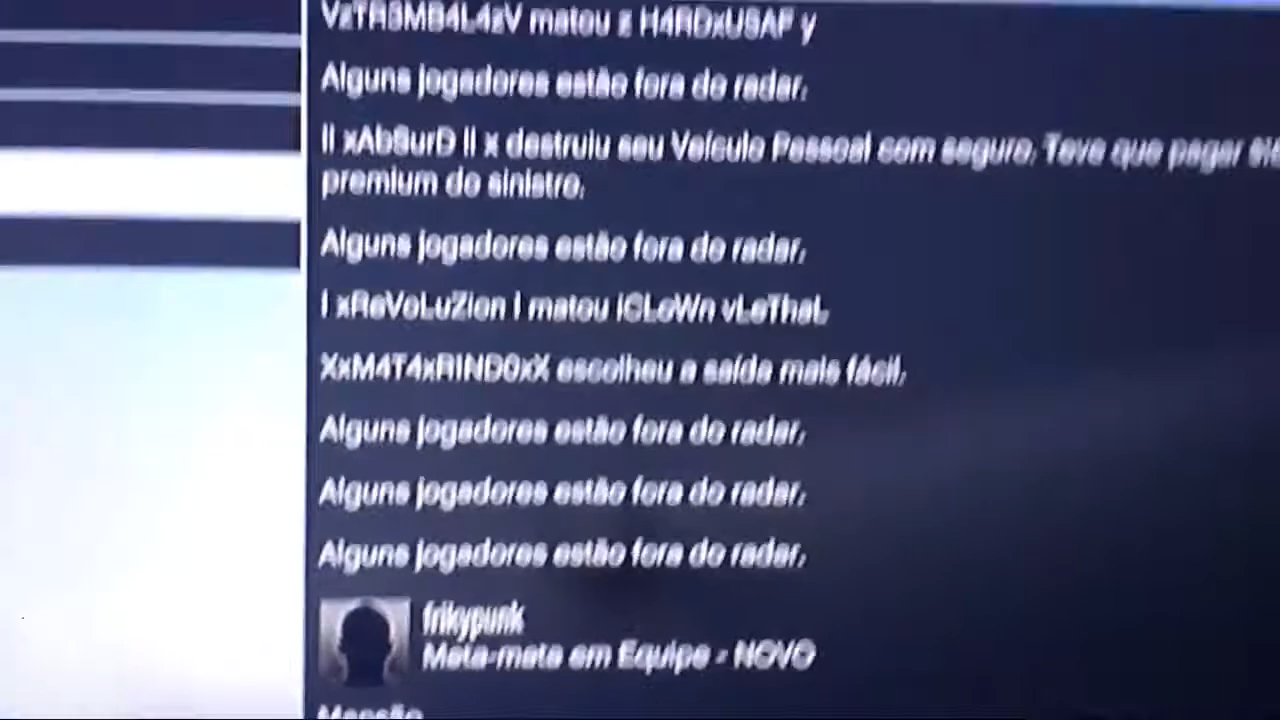 VzTR3MB4L4zV matou z H4RDxUSAF y
Alguns jogadores estão fora do radar.
II xAbSurD II x destruiu seu Veículo Pessoal com seguro. Teve que pagar
premium do sinistro.
Alguns jogadores estão fora do radar.
I xReVoLuZion I matou iCLoWn vLeThaL.
XxM4T4xRIND0xX escolheu a saída mais fácil.
Alguns jogadores estão fora do radar.
Alguns jogadores estão fora do radar.
Alguns jogadores estão fora do radar.
frikypunk
Mata-mata em Equipe - NOVO
Mansão